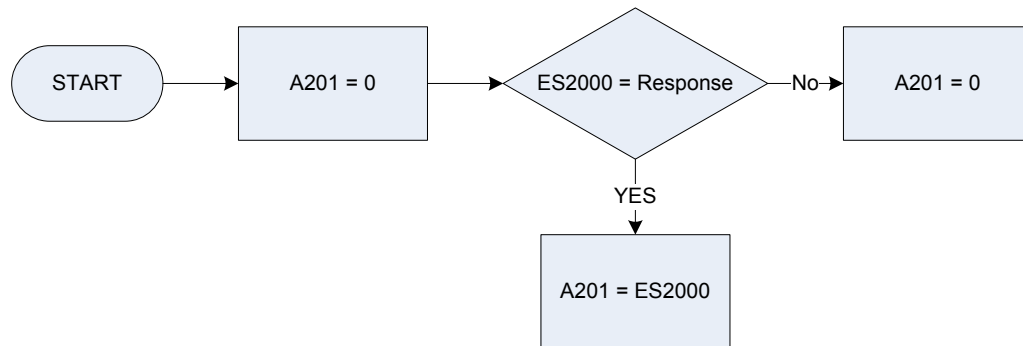 START
A201 = 0
ES2000 = Response
No
A201 = 0
YES
A201 = ES2000